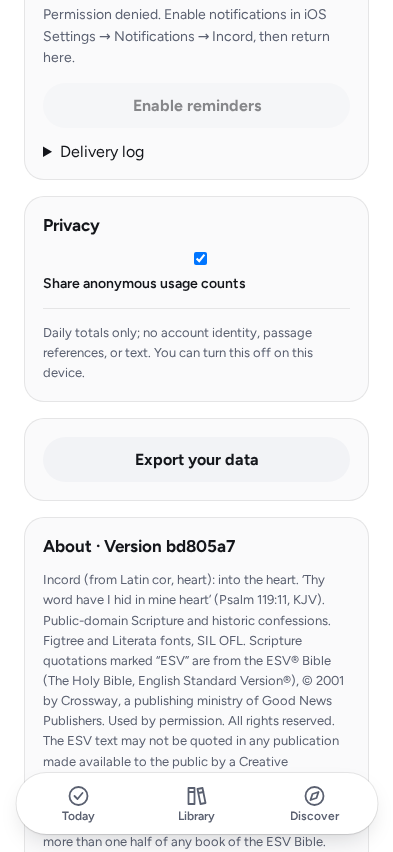 Permission denied. Enable notifications in iOS
Settings → Notifications → Incord, then return
here.
Enable reminders
Delivery log
Privacy
Share anonymous usage counts
Daily totals only; no account identity, passage
references, or text. You can turn this off on this
device.
Export your data
About · Version bd805a7
Incord (from Latin cor, heart): into the heart. ‘Thy
word have I hid in mine heart’ (Psalm 119:11, KJV).
Public-domain Scripture and historic confessions.
Figtree and Literata fonts, SIL OFL. Scripture
quotations marked “ESV” are from the ESV® Bible
(The Holy Bible, English Standard Version®), © 2001
by Crossway, a publishing ministry of Good News
Publishers. Used by permission. All rights reserved.
The ESV text may not be quoted in any publication
made available to the public by a Creative
Today
Library
Discover
more than one half of any book of the ESV Bible.